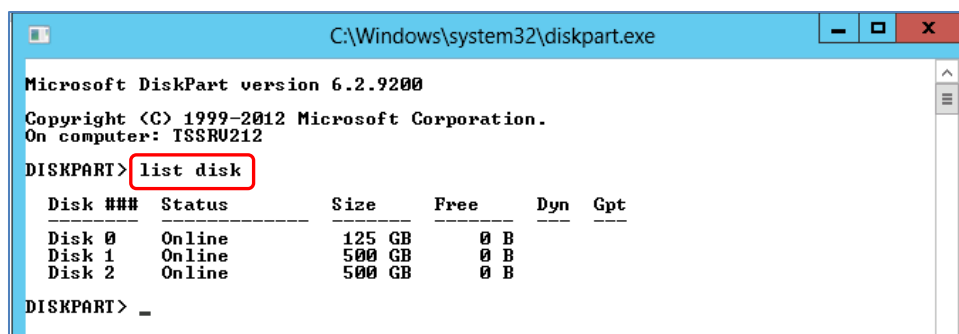 C:\Windows\system32\diskpart.exe
Microsoft DiskPart version 6.2.9200
Copyright (C) 1999-2012 Microsoft Corporation.
On computer: TSSRV212
DISKPART> list disk
Disk ### Status Size Free Dyn Gpt
-------- ------------- ------- ------- --- ---
Disk 0 Online 125 GB 0 B
Disk 1 Online 500 GB 0 B
Disk 2 Online 500 GB 0 B
DISKPART> _